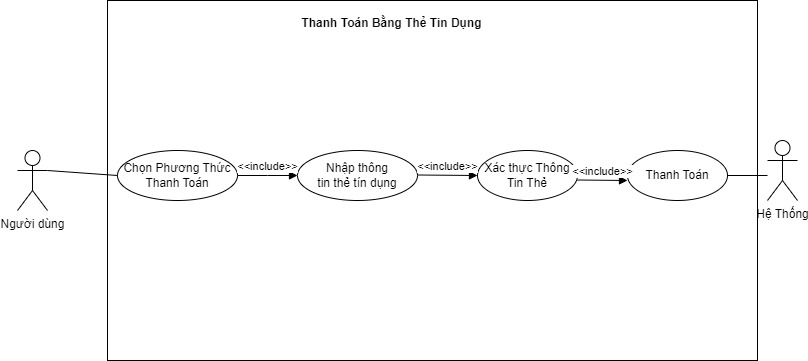 Thanh Toán Bằng Thẻ Tin Dụng
Chọn Phương Thức
Thanh Toán
<<include>>
Nhập thông
tin thẻ tín dụng
<<include>>
Xác thực Thông
Tin Thẻ
<<include>>
Thanh Toán
Người dùng
Hệ Thống